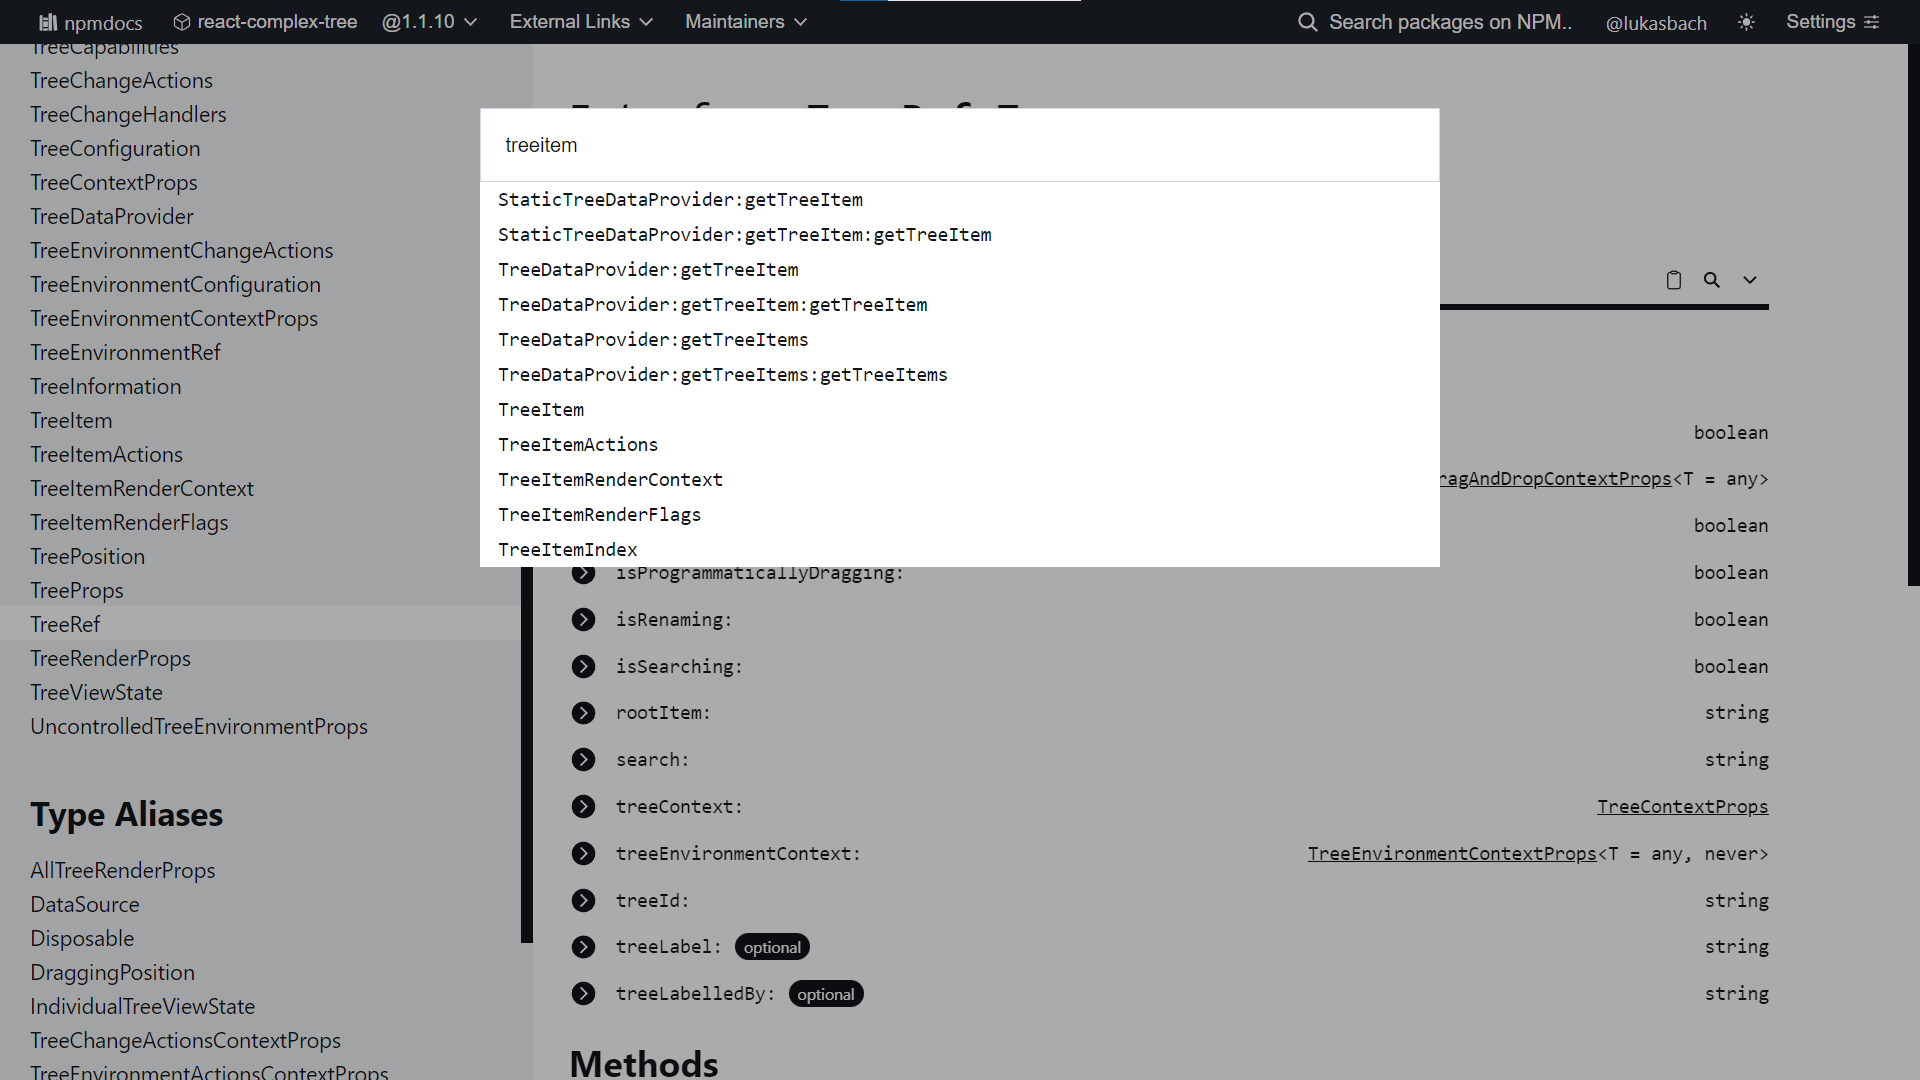 npmdocs react-complex-tree @1.1.10 External Links Maintainers Search packages on NPM.. @lukasbach Settings
TreeCapabilities
TreeChangeActions
TreeChangeHandlers
TreeConfiguration
TreeContextProps
TreeDataProvider
TreeEnvironmentChangeActions
TreeEnvironmentConfiguration
TreeEnvironmentContextProps
TreeEnvironmentRef
TreeInformation
TreeItem
TreeItemActions
TreeItemRenderContext
TreeItemRenderFlags
TreePosition
TreeProps
TreeRef
TreeRenderProps
TreeViewState
UncontrolledTreeEnvironmentProps
Type Aliases
AllTreeRenderProps
DataSource
Disposable
DraggingPosition
IndividualTreeViewState
TreeChangeActionsContextProps
TreeEnvironmentActionsContextProps
treeitem
StaticTreeDataProvider:getTreeItem
StaticTreeDataProvider:getTreeItem:getTreeItem
TreeDataProvider:getTreeItem
TreeDataProvider:getTreeItem:getTreeItem
TreeDataProvider:getTreeItems
TreeDataProvider:getTreeItems:getTreeItems
TreeItem
TreeItemActions
TreeItemRenderContext
TreeItemRenderFlags
TreeItemIndex
boolean
ragAndDropContextProps<T = any>
boolean
isProgrammaticallyDragging: boolean
isRenaming: boolean
isSearching: boolean
rootItem: string
search: string
treeContext: TreeContextProps
treeEnvironmentContext: TreeEnvironmentContextProps<T = any, never>
treeId: string
treeLabel: optional string
treeLabelledBy: optional string
Methods